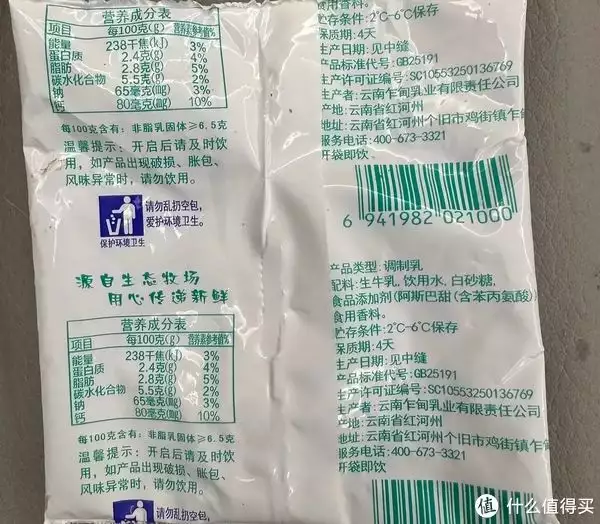 营养成分表
项目 每100克(g) 营养素参考值%
能量 238千焦(kJ) 3%
蛋白质 2.4克(g) 4%
脂肪 2.8克(g) 5%
碳水化合物 5.5克(g) 2%
钠 65毫克(mg) 3%
钙 80毫克(mg) 10%
每100克含有：非脂乳固体≥6.5克
温馨提示：开启后请及时饮
用，如产品出现破损、胀包、
风味异常时，请勿饮用。
请勿乱扔空包，
爱护环境卫生。
保护环境卫生
源自生态牧场
用心传递新鲜
营养成分表
项目 每100克(g) 营养素参考值%
能量 238千焦(kJ) 3%
蛋白质 2.4克(g) 4%
脂肪 2.8克(g) 5%
碳水化合物 5.5克(g) 2%
钠 65毫克(mg) 3%
钙 80毫克(mg) 10%
每100克含有：非脂乳固体≥6.5克
温馨提示：开启后请及时饮
用，如产品出现破损、胀包、
风味异常时，请勿饮用。
请勿乱扔空包，
食用香料。
贮存条件：2℃-6℃保存
保质期：4天
生产日期：见中缝
产品标准代号：GB25191
生产许可证编号：SC10553250136769
生产者：云南乍甸乳业有限责任公司
产地：云南省红河州
地址：云南省红河州个旧市鸡街镇乍甸
服务电话：400-673-3321
开袋即饮
6 941982 021000
产品类型：调制乳
配料：生牛乳，饮用水，白砂糖，
食品添加剂(阿斯巴甜(含苯丙氨酸))
食用香料。
贮存条件：2℃-6℃保存
保质期：4天
生产日期：见中缝
产品标准代号：GB25191
生产许可证编号：SC10553250136769
生产者：云南乍甸乳业有限责任公司
产地：云南省红河州
地址：云南省红河州个旧市鸡街镇乍甸
服务电话：400-673-3321
开袋即饮
值 什么值得买